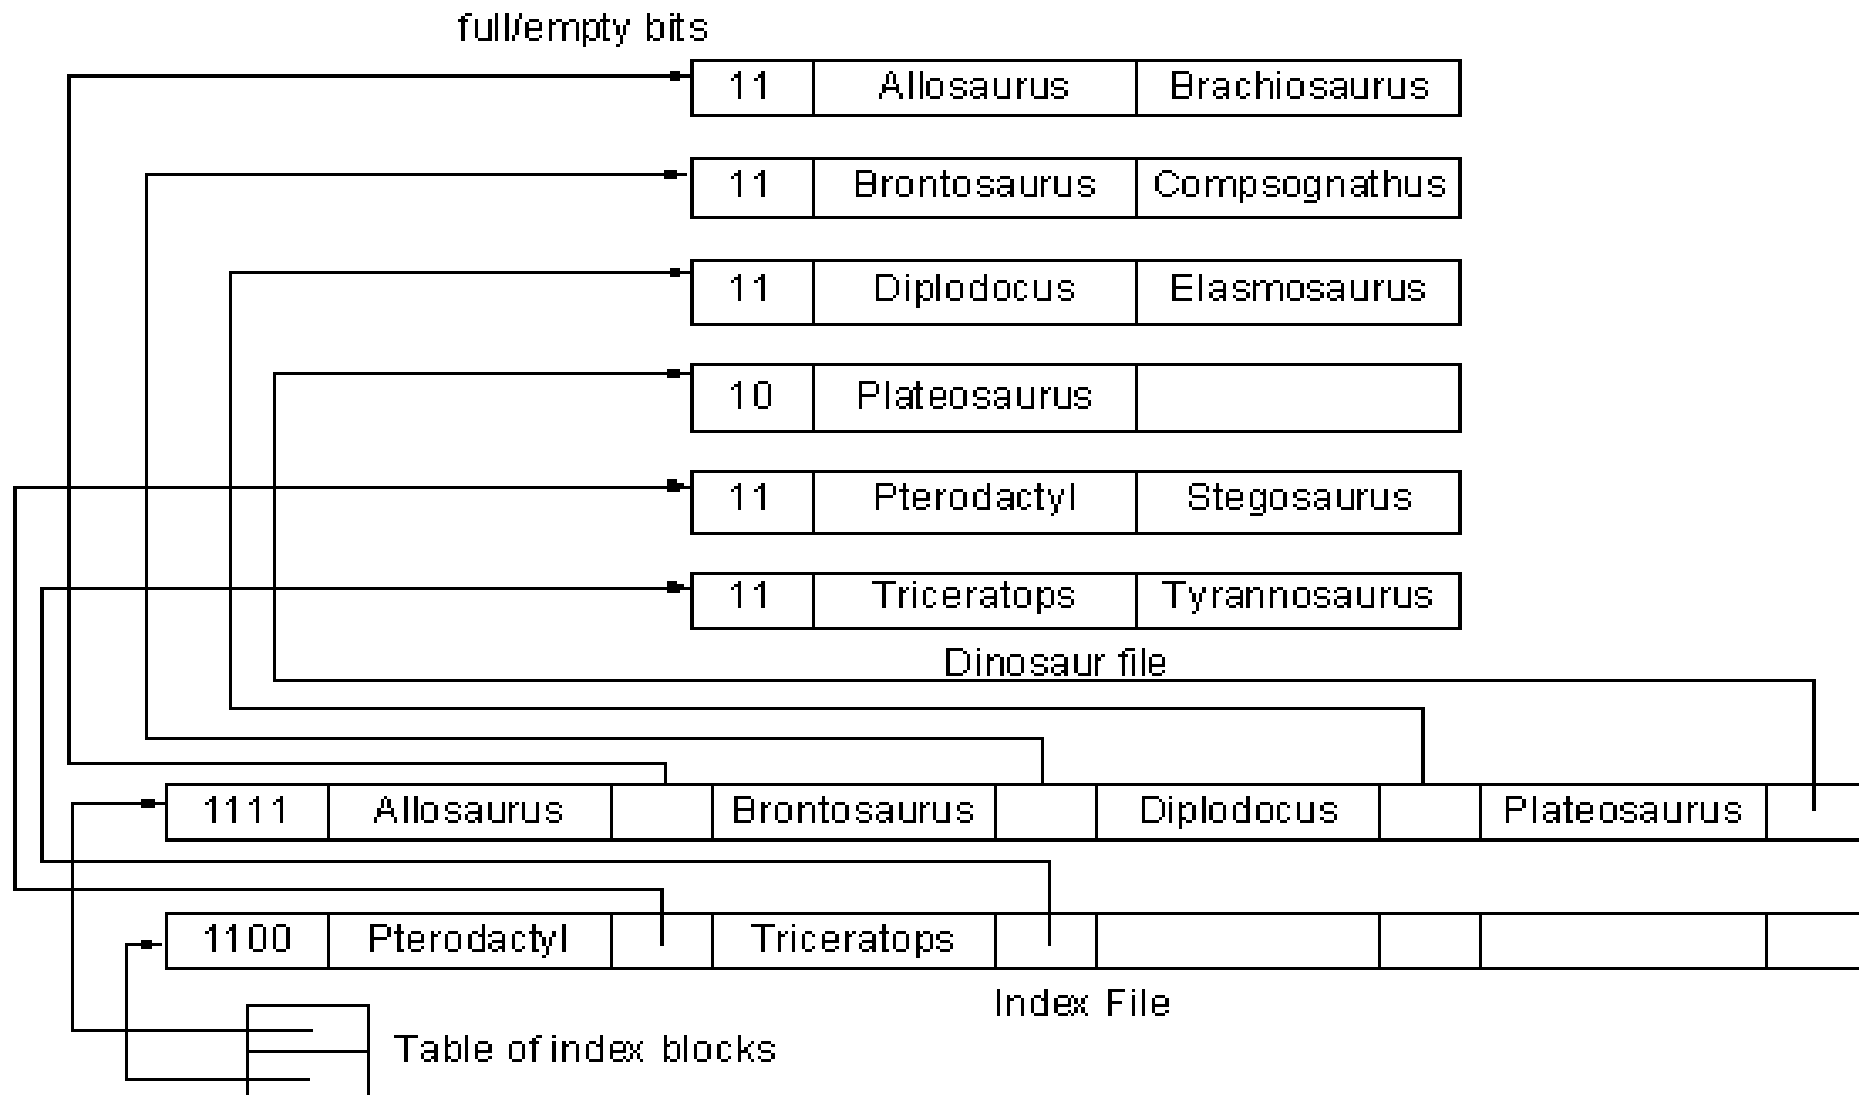 full/empty bits
11 Allosaurus Brachiosaurus
11 Brontosaurus Compsognathus
11 Diplodocus Elasmosaurus
10 Plateosaurus
11 Pterodactyl Stegosaurus
11 Triceratops Tyrannosaurus
Dinosaur file
1111 Allosaurus Brontosaurus Diplodocus Plateosaurus
1100 Pterodactyl Triceratops
Index File
Table of index blocks